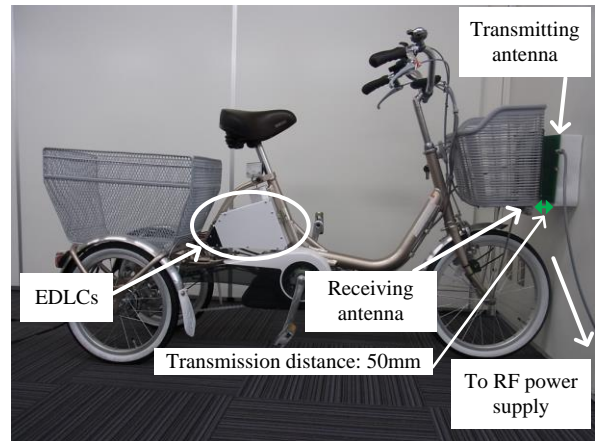 Transmitting
antenna
EDLCs
Receiving
antenna
Transmission distance: 50mm
To RF power
supply